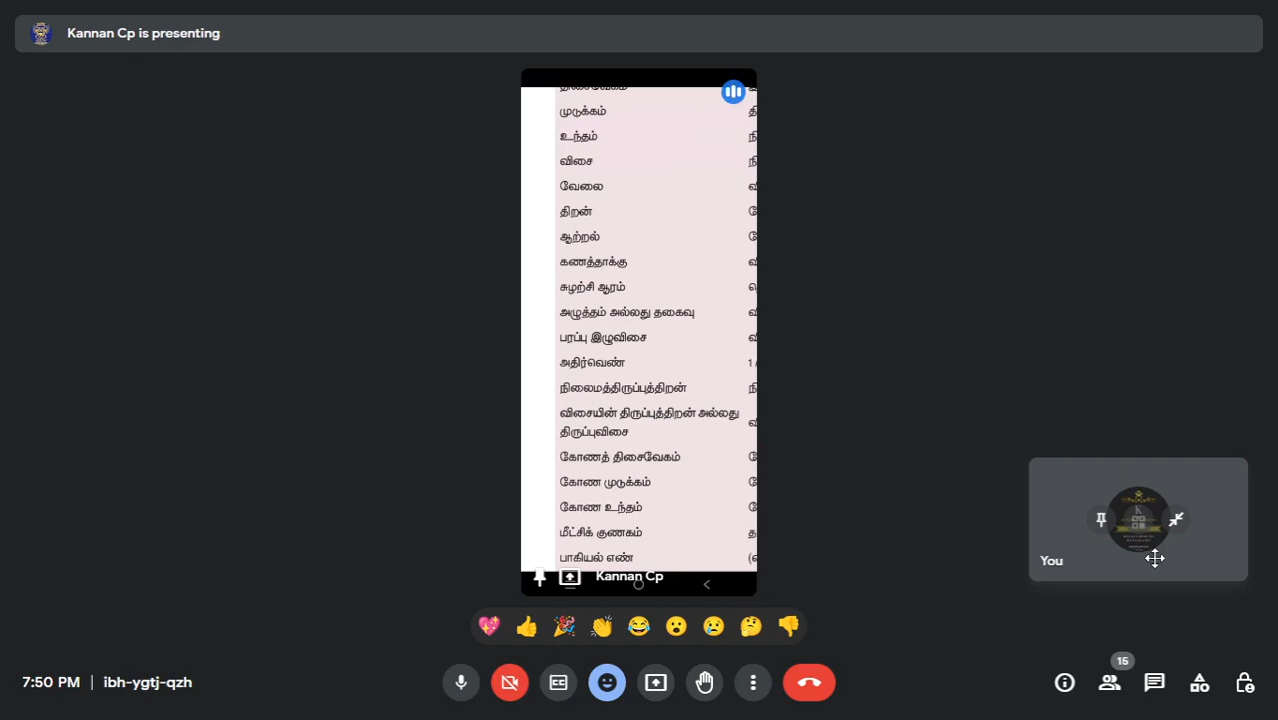 Kannan Cp is presenting
திசைவேகம்
முடுக்கம்
உந்தம்
விசை
வேலை
திறன்
ஆற்றல்
கணத்தாக்கு
சுழற்சி ஆரம்
அழுத்தம் அல்லது தகைவு
பரப்பு இழுவிசை
அதிர்வெண் 1 /
நிலைமத்திருப்புத்திறன்
விசையின் திருப்புத்திறன் அல்லது
திருப்புவிசை
கோணத் திசைவேகம்
கோண முடுக்கம்
கோண உந்தம்
மீட்சிக் குணகம்
பாகியல் எண்
Kannan Cp
You
15
7:50 PM | ibh-ygtj-qzh